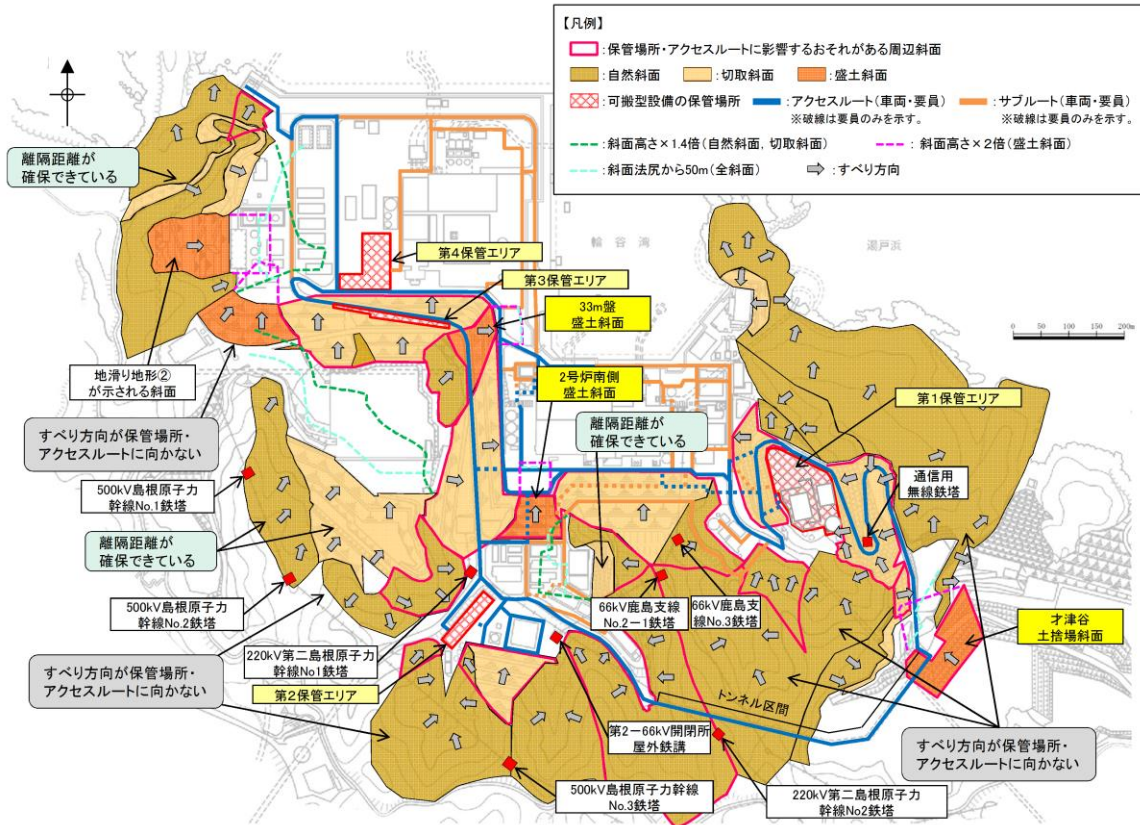 【凡例】
:保管場所・アクセスルートに影響するおそれがある周辺斜面
:自然斜面
:切取斜面
:盛土斜面
:可搬型設備の保管場所
:アクセスルート(車両・要員)
※破線は要員のみを示す。
:サブルート(車両・要員)
※破線は要員のみを示す。
:斜面高さ×1.4倍(自然斜面,切取斜面)
:斜面高さ×2倍(盛土斜面)
:斜面法尻から50m(全斜面)
:すべり方向
離隔距離が
確保できている
輪谷湾
湯戸浜
第4保管エリア
第3保管エリア
33m盤
盛土斜面
0 50 100 150 200m
地滑り地形②
が示される斜面
2号炉南側
盛土斜面
第1保管エリア
離隔距離が
確保できている
すべり方向が保管場所・
アクセスルートに向かない
通信用
無線鉄塔
500kV島根原子力
幹線No.1鉄塔
離隔距離が
確保できている
500kV島根原子力
幹線No.2鉄塔
66kV鹿島支線
No.2-1鉄塔
66kV鹿島支
線No.3鉄塔
才津谷
土捨場斜面
220kV第二島根原子力
幹線No1鉄塔
すべり方向が保管場所・
アクセスルートに向かない
第2保管エリア
トンネル区間
第2-66kV開閉所
屋外鉄講
すべり方向が保管場所・
アクセスルートに向かない
500kV島根原子力幹線
No.3鉄塔
220kV第二島根原子力
幹線No2鉄塔